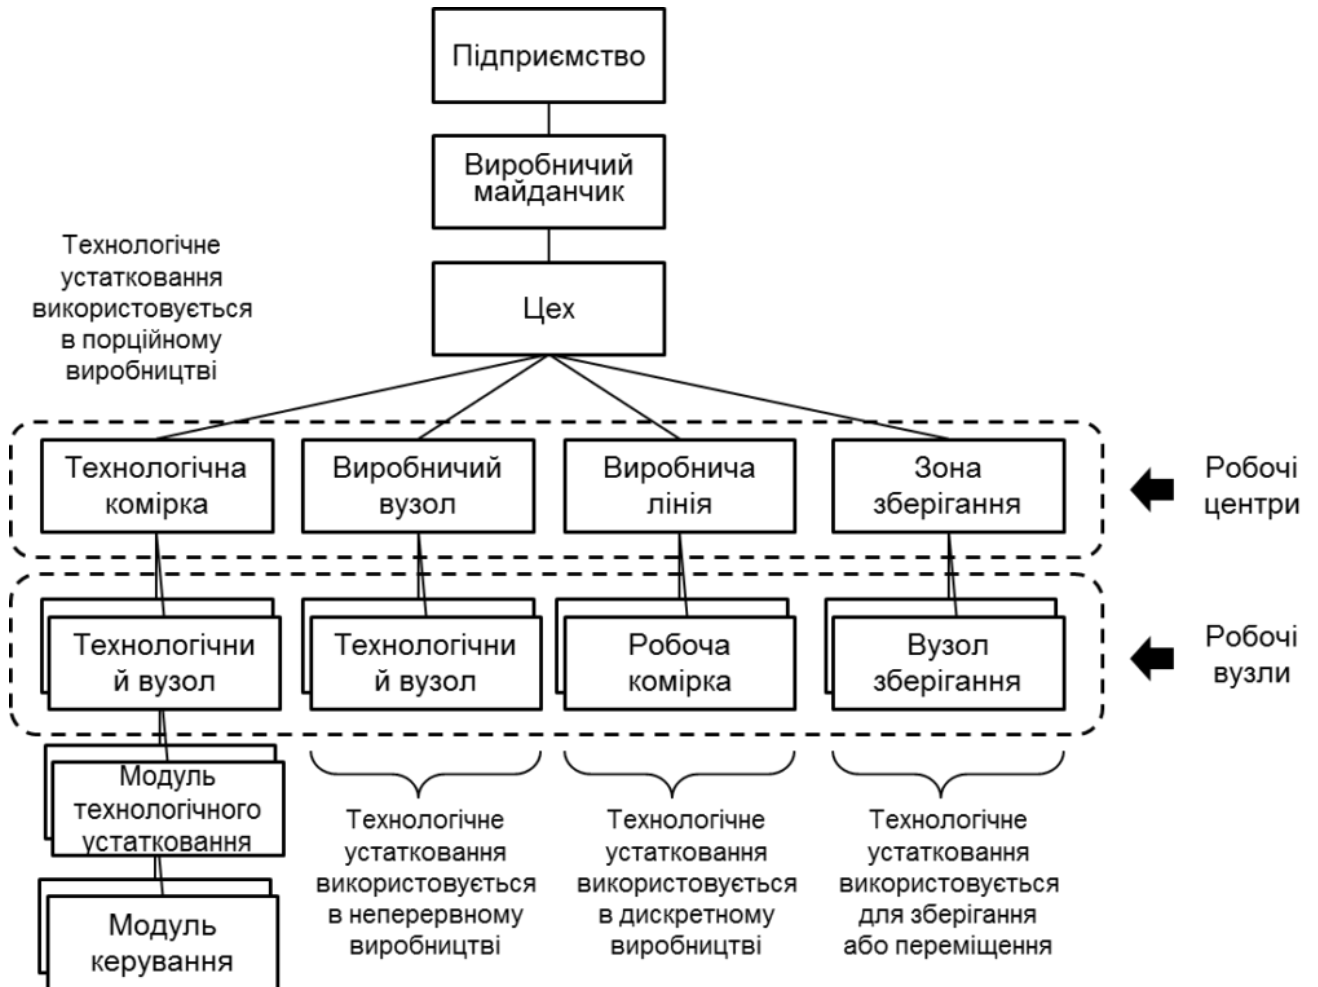 Підприємство
Виробничий
майданчик
Цех
Технологічне
устатковання
використовується
в порційному
виробництві
Технологічна
комірка
Виробничий
вузол
Виробнича
лінія
Зона
зберігання
Робочі
центри
Технологічни
й вузол
Технологічни
й вузол
Робоча
комірка
Вузол
зберігання
Робочі
вузли
Модуль
технологічного
устатковання
Модуль
керування
Технологічне
устатковання
використовується
в неперервному
виробництві
Технологічне
устатковання
використовується
в дискретному
виробництві
Технологічне
устатковання
використовується
для зберігання
або переміщення